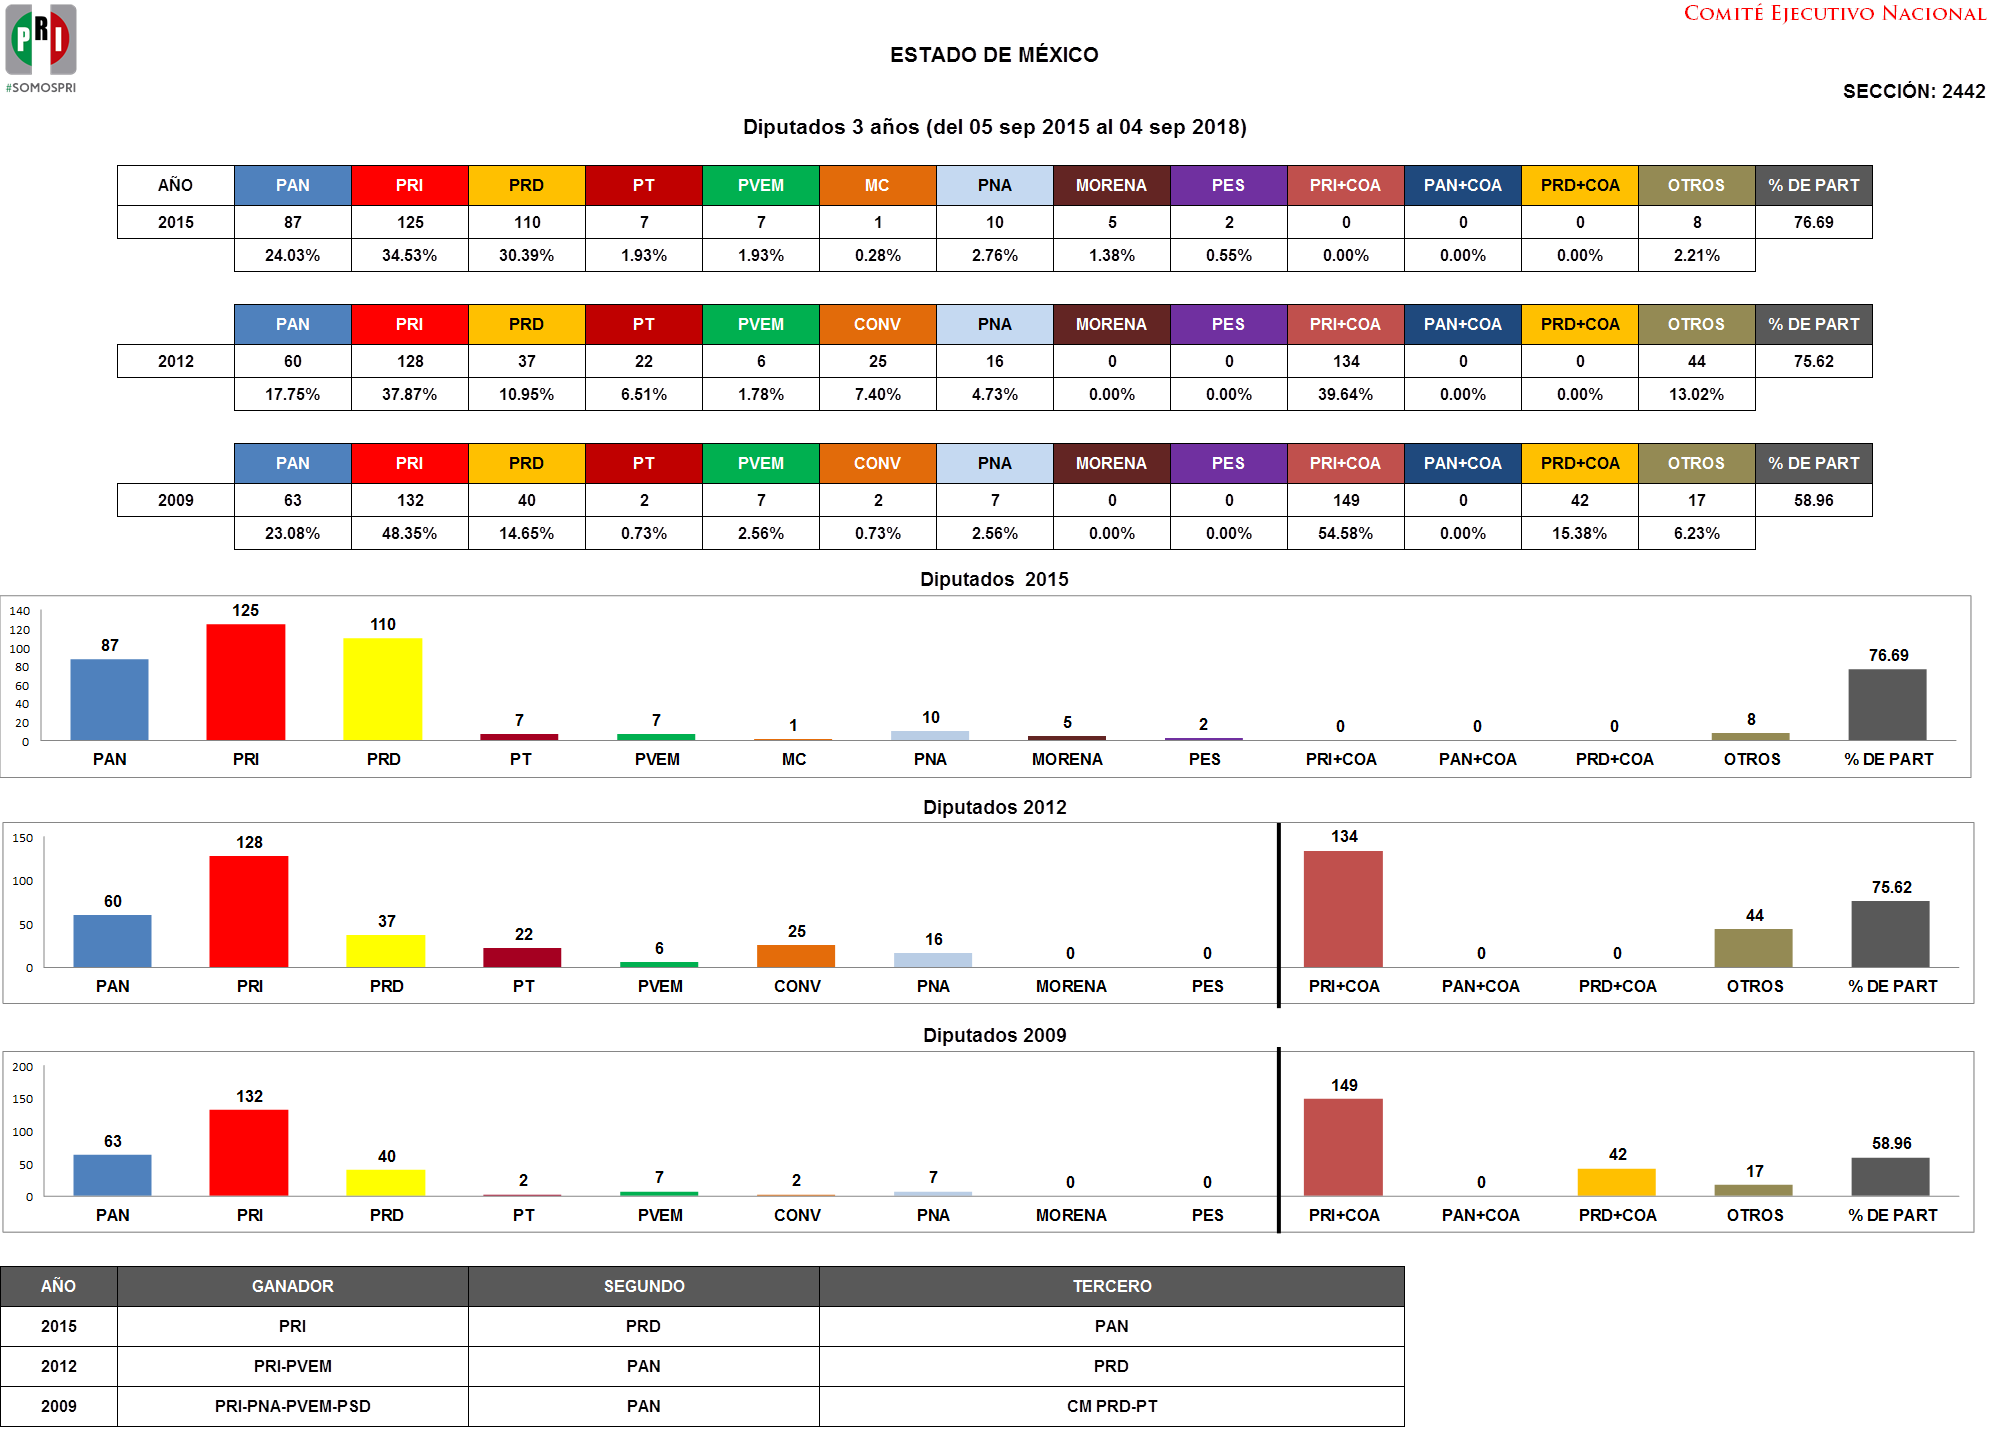 PRI
#SOMOSPRI
COMITÉ EJECUTIVO NACIONAL
ESTADO DE MÉXICO
SECCIÓN: 2442
Diputados 3 años (del 05 sep 2015 al 04 sep 2018)
AÑO PAN PRI PRD PT PVEM MC PNA MORENA PES PRI+COA PAN+COA PRD+COA OTROS % DE PART
2015 87 125 110 7 7 1 10 5 2 0 0 0 8 76.69
24.03% 34.53% 30.39% 1.93% 1.93% 0.28% 2.76% 1.38% 0.55% 0.00% 0.00% 0.00% 2.21%
PAN PRI PRD PT PVEM CONV PNA MORENA PES PRI+COA PAN+COA PRD+COA OTROS % DE PART
2012 60 128 37 22 6 25 16 0 0 134 0 0 44 75.62
17.75% 37.87% 10.95% 6.51% 1.78% 7.40% 4.73% 0.00% 0.00% 39.64% 0.00% 0.00% 13.02%
PAN PRI PRD PT PVEM CONV PNA MORENA PES PRI+COA PAN+COA PRD+COA OTROS % DE PART
2009 63 132 40 2 7 2 7 0 0 149 0 42 17 58.96
23.08% 48.35% 14.65% 0.73% 2.56% 0.73% 2.56% 0.00% 0.00% 54.58% 0.00% 15.38% 6.23%
Diputados 2015
140
120
100
80
60
40
20
0
87 125 110 7 7 1 10 5 2 0 0 0 8 76.69
PAN PRI PRD PT PVEM MC PNA MORENA PES PRI+COA PAN+COA PRD+COA OTROS % DE PART
Diputados 2012
150
100
50
0
60 128 37 22 6 25 16 0 0 134 0 0 44 75.62
PAN PRI PRD PT PVEM CONV PNA MORENA PES PRI+COA PAN+COA PRD+COA OTROS % DE PART
Diputados 2009
200
150
100
50
0
63 132 40 2 7 2 7 0 0 149 0 42 17 58.96
PAN PRI PRD PT PVEM CONV PNA MORENA PES PRI+COA PAN+COA PRD+COA OTROS % DE PART
AÑO GANADOR SEGUNDO TERCERO
2015 PRI PRD PAN
2012 PRI-PVEM PAN PRD
2009 PRI-PNA-PVEM-PSD PAN CM PRD-PT